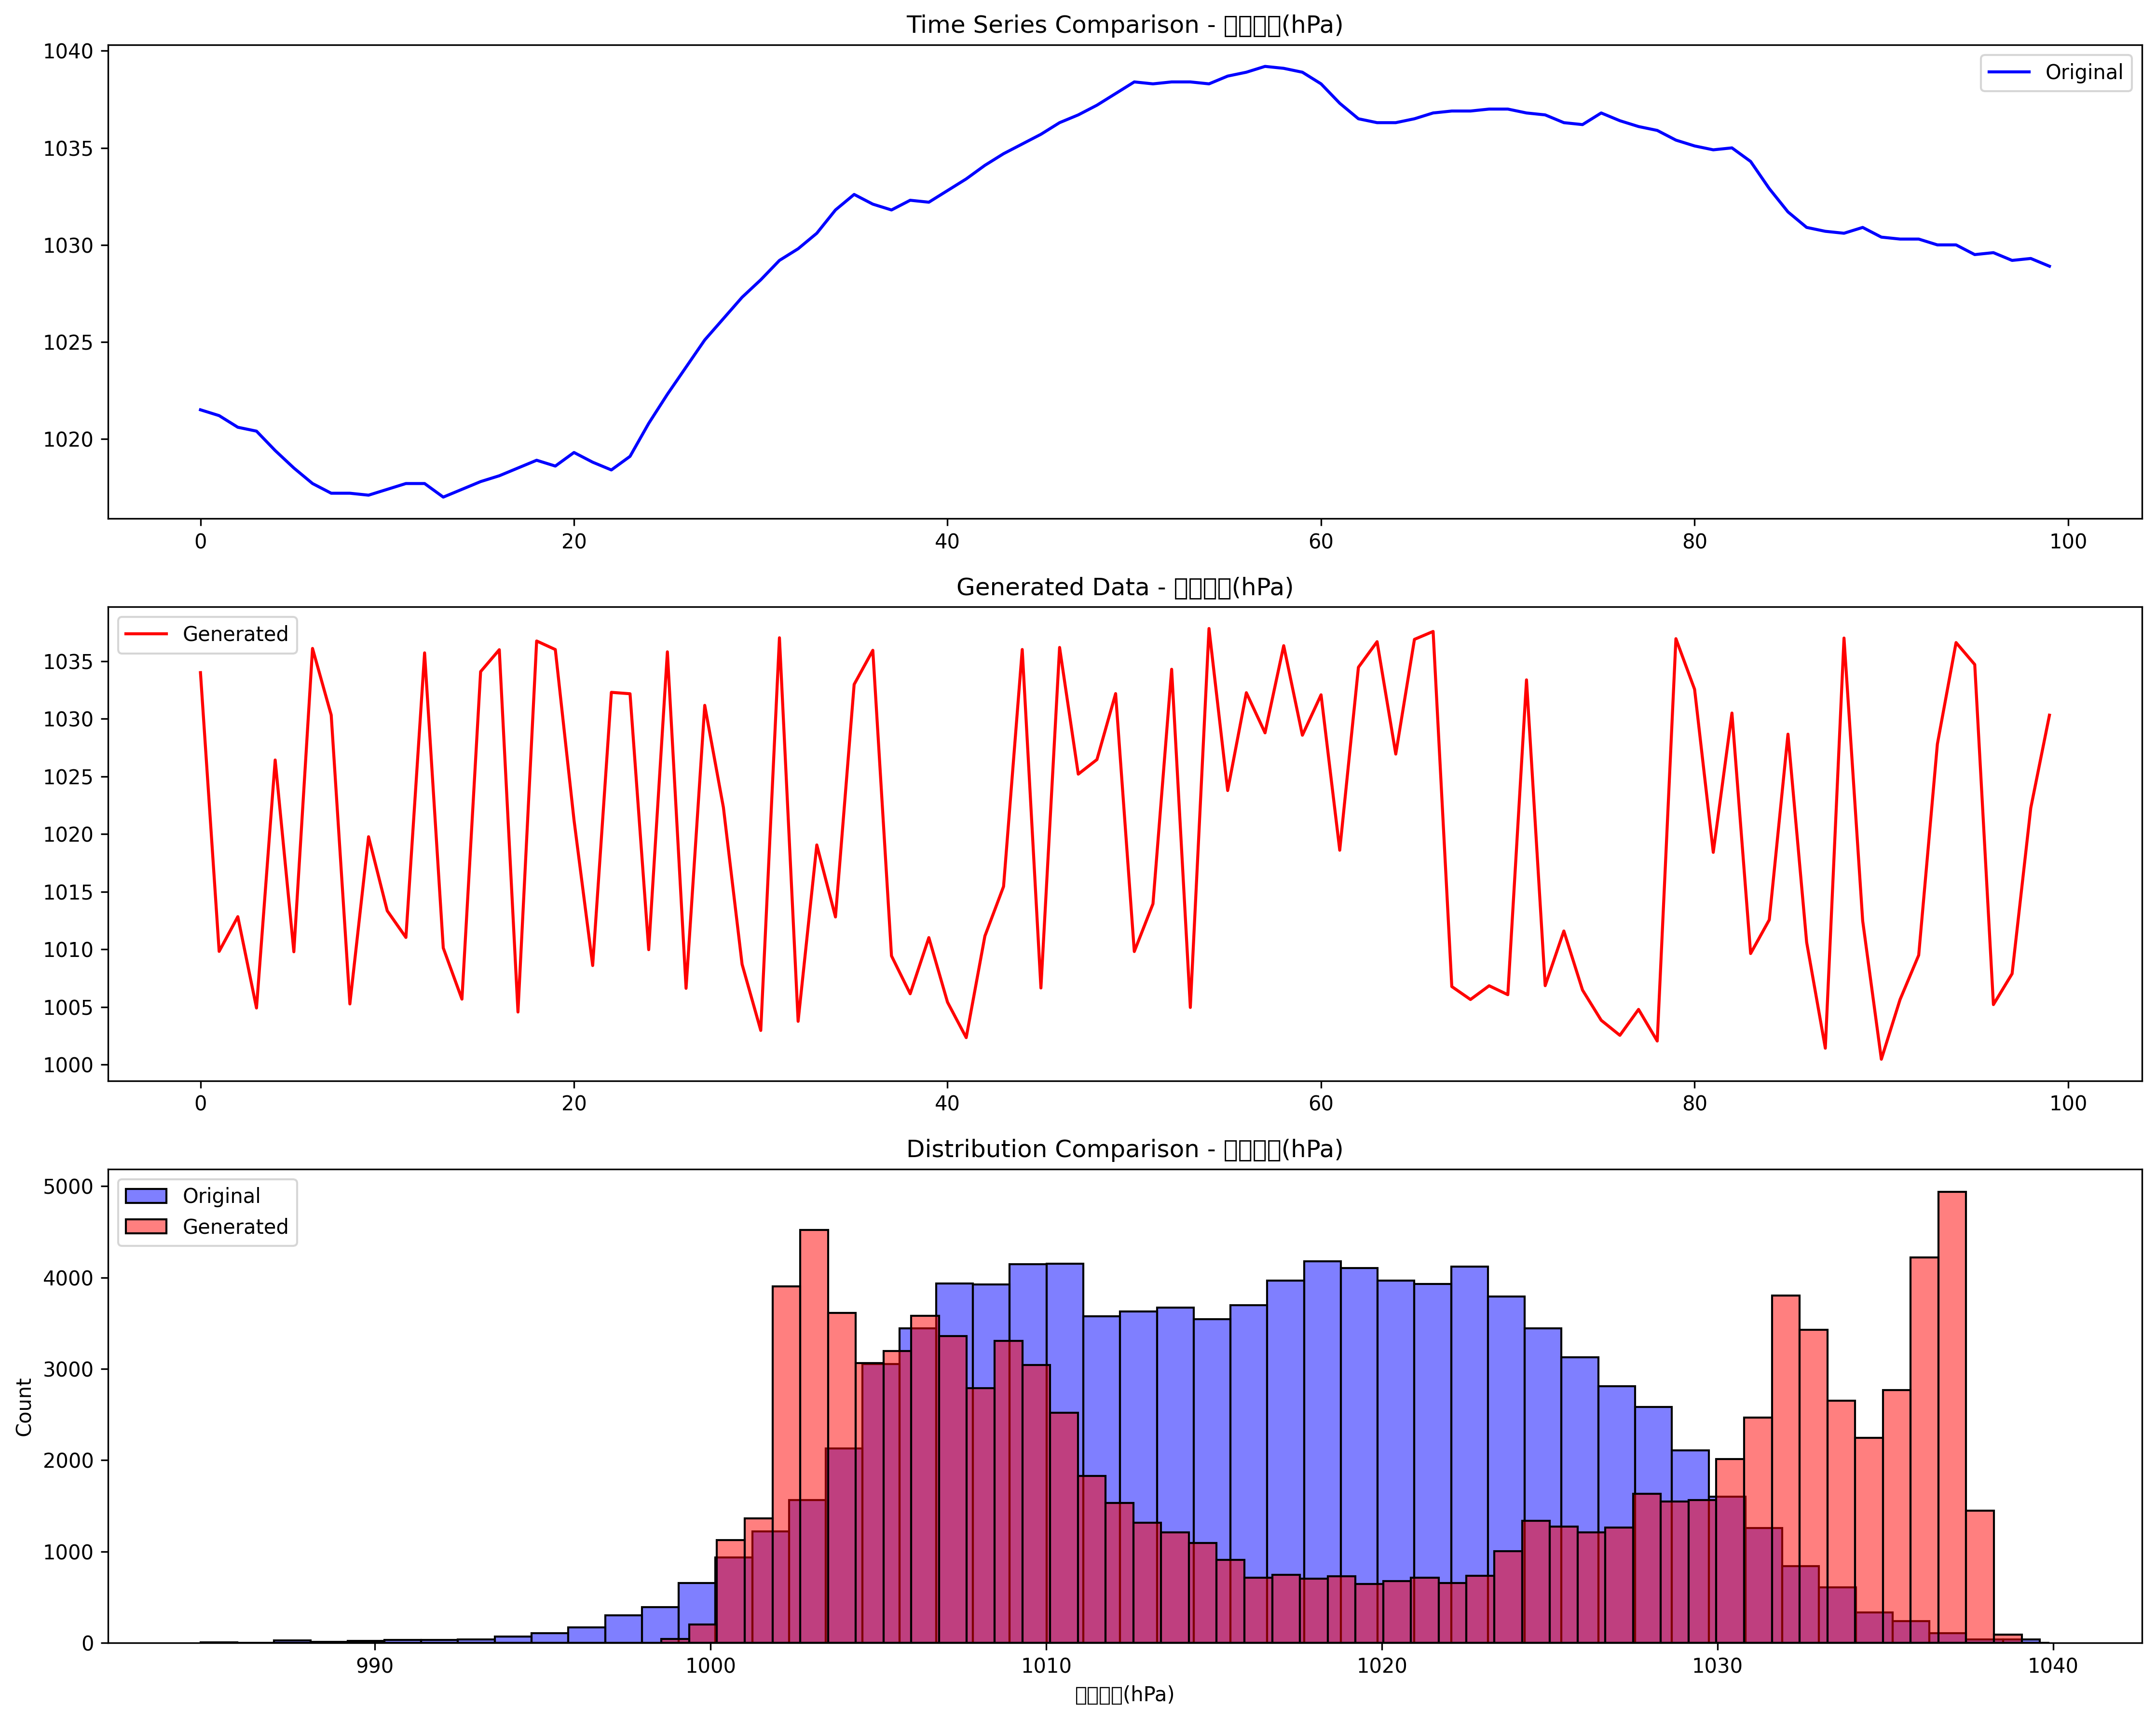 Time Series Comparison - (hPa)
1040
1035
1030
1025
1020
Original
0 20 40 60 80 100
Generated Data - (hPa)
1035
1030
1025
1020
1015
1010
1005
1000
Generated
0 20 40 60 80 100
Distribution Comparison - (hPa)
5000
4000
3000
2000
1000
0
Count
Original
Generated
990 1000 1010 1020 1030 1040
(hPa)